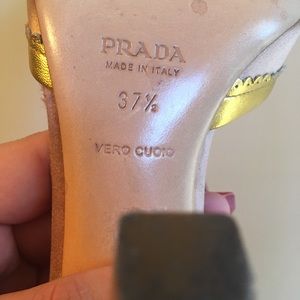 PRADA
MADE IN ITALY
37½
VERO CUOIO